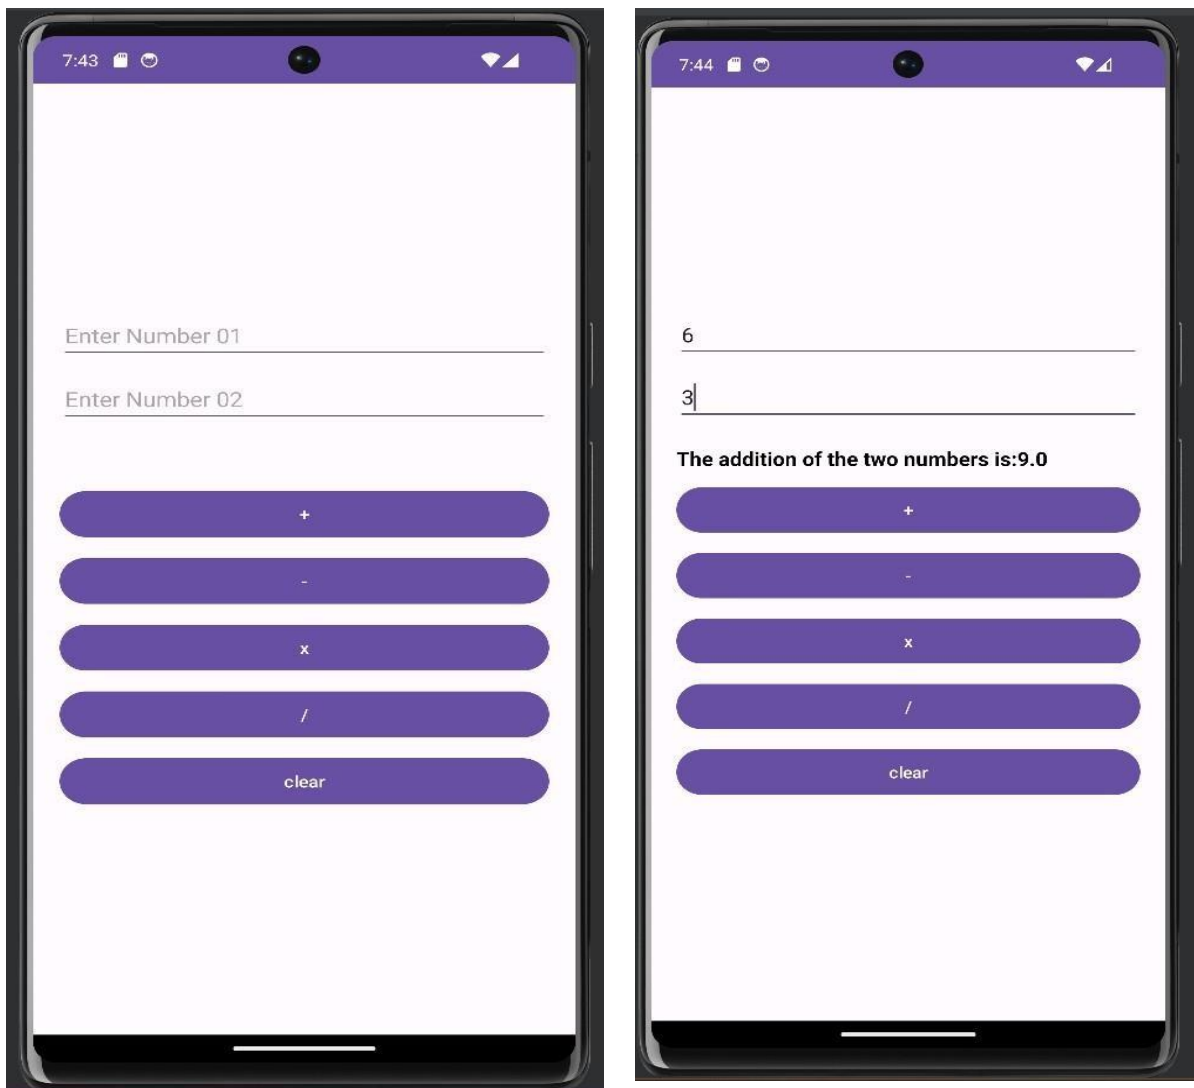 7:43
Enter Number 01
Enter Number 02
+
-
x
/
clear
7:44
6
3
The addition of the two numbers is:9.0
+
-
x
/
clear